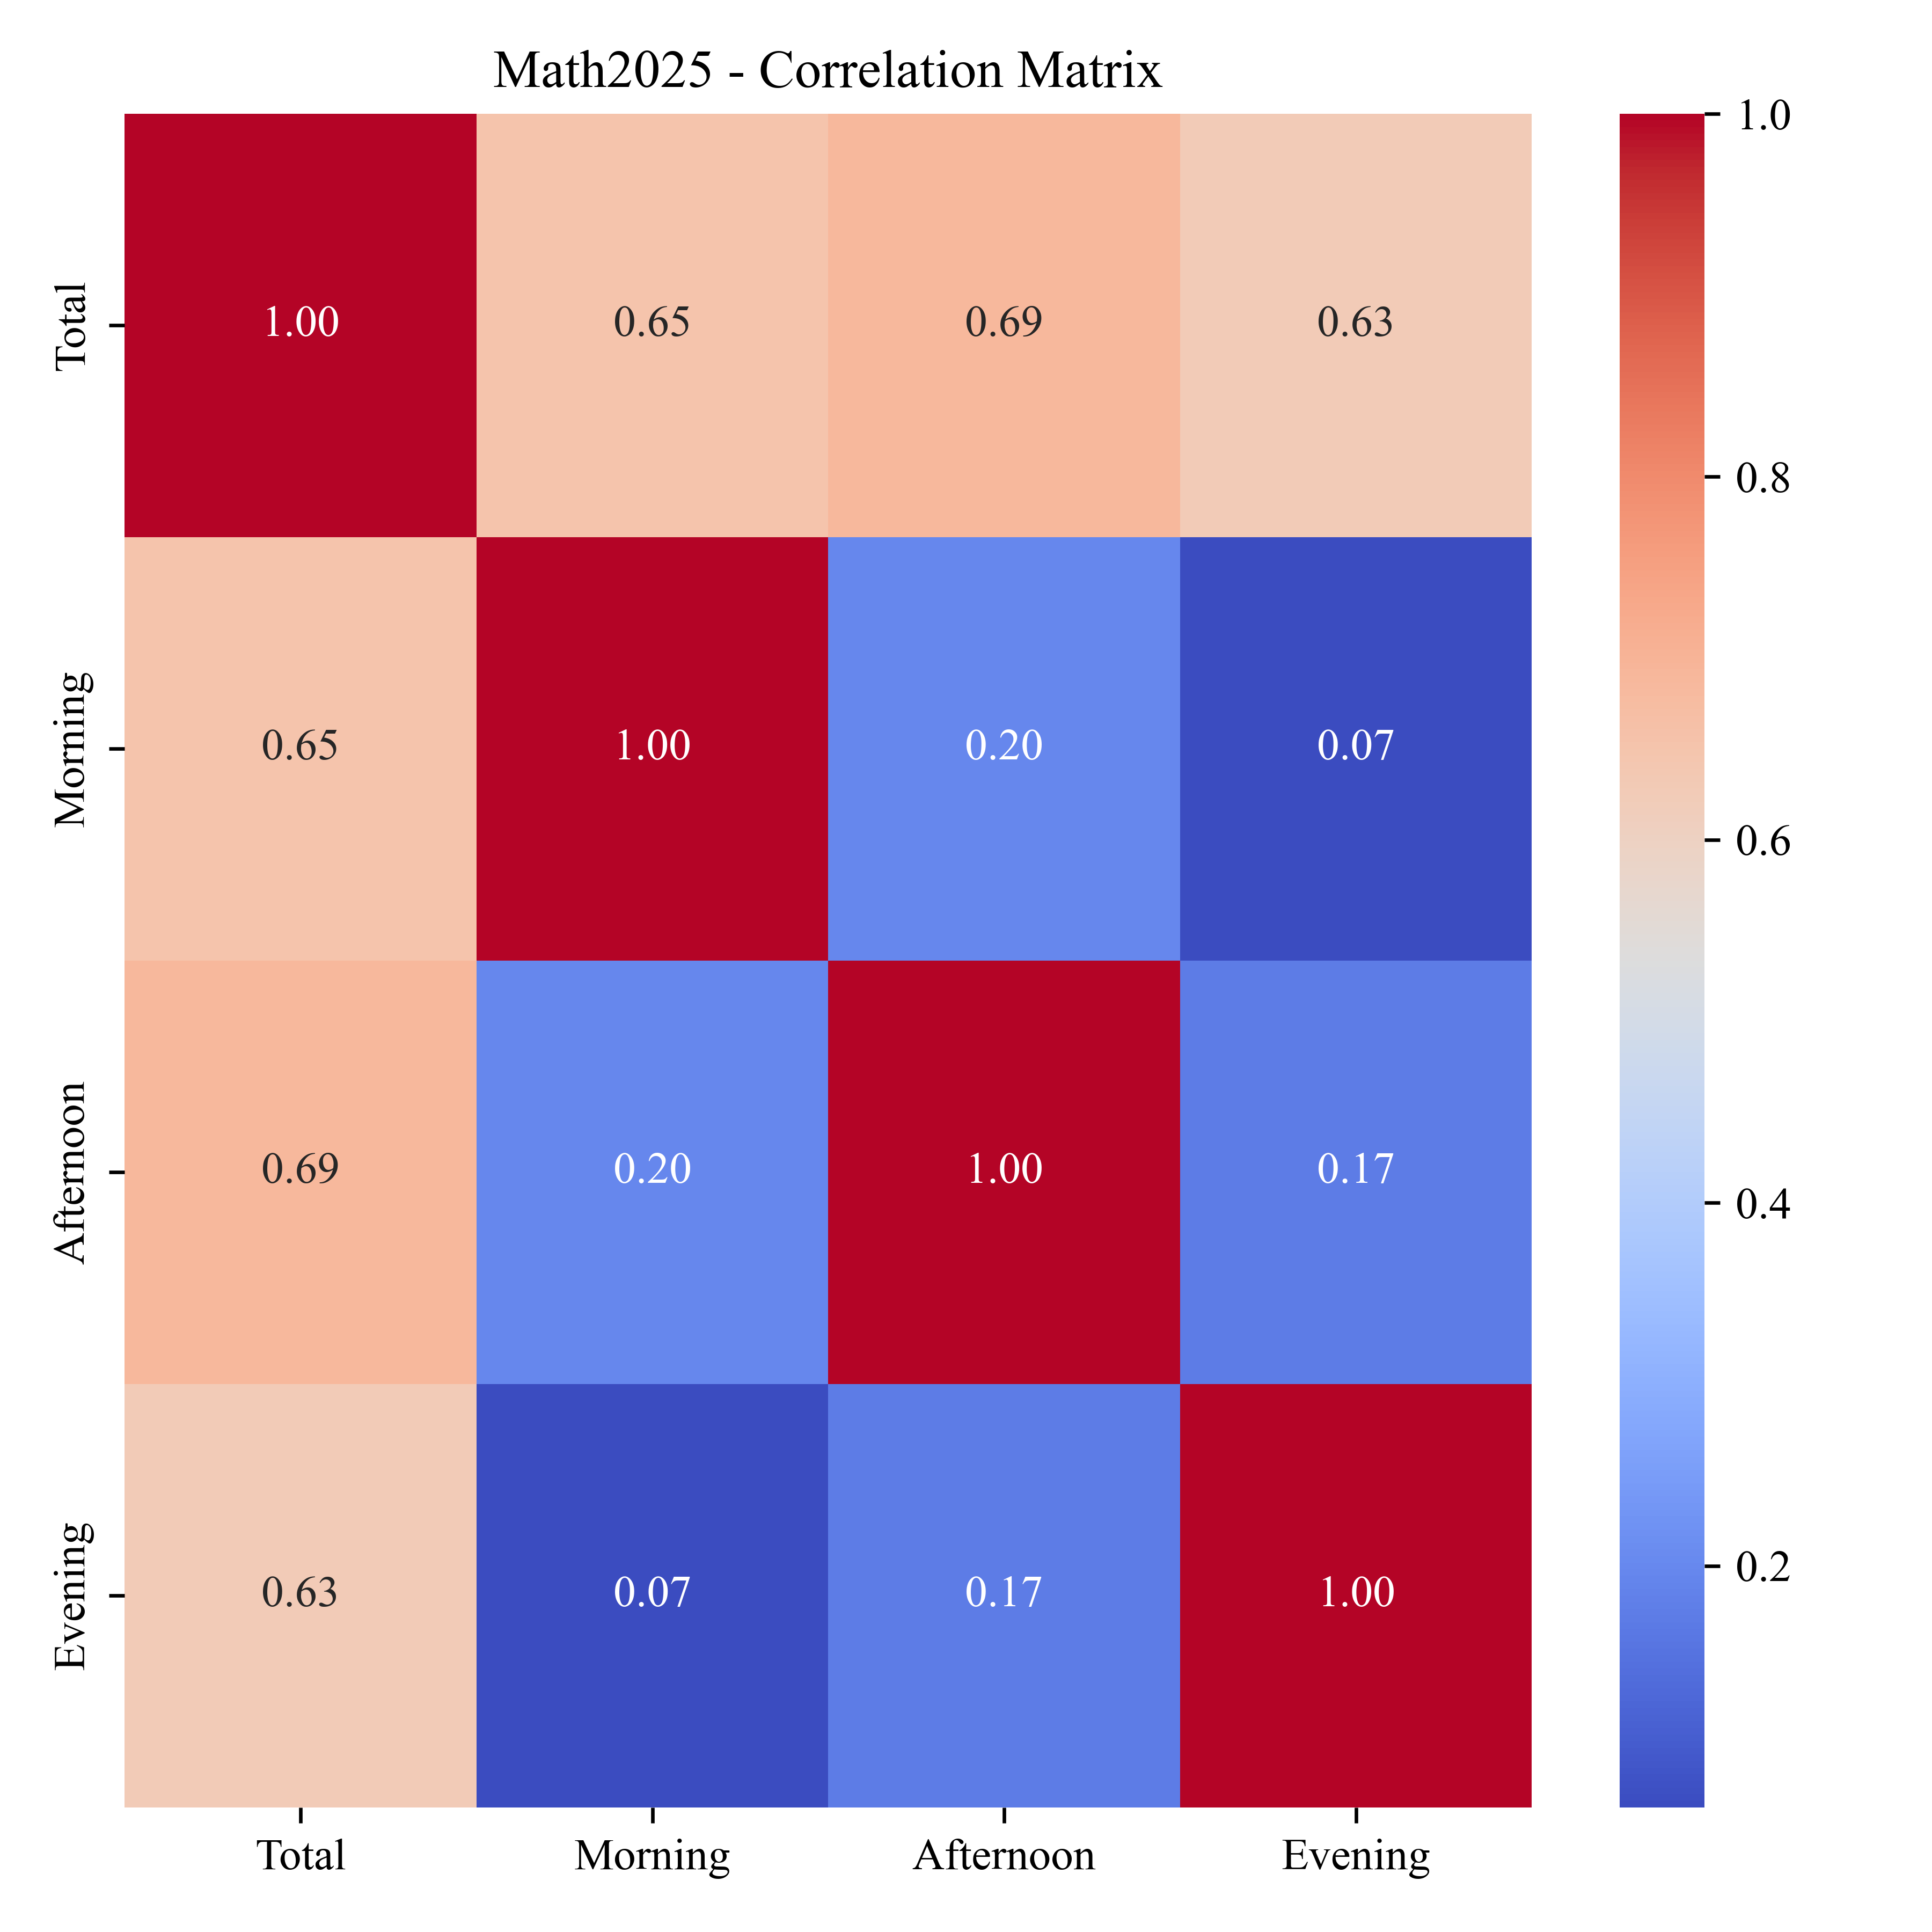 Math2025 - Correlation Matrix
Total 1.00 0.65 0.69 0.63
Morning 0.65 1.00 0.20 0.07
Afternoon 0.69 0.20 1.00 0.17
Evening 0.63 0.07 0.17 1.00
Total Morning Afternoon Evening
1.0
0.8
0.6
0.4
0.2